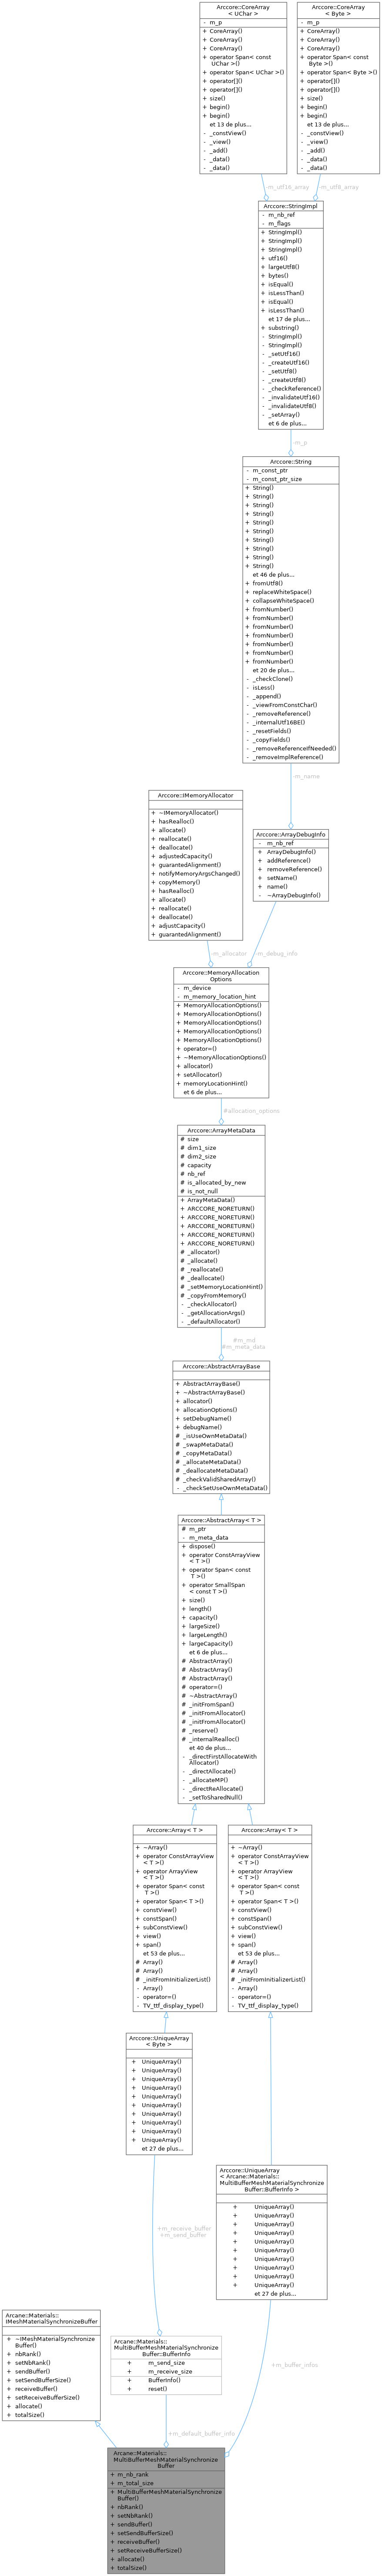 Arccore::CoreArray
< UChar >
- m_p
+ CoreArray()
+ CoreArray()
+ CoreArray()
+ operator Span< const
UChar >()
+ operator Span< UChar >()
+ operator[]()
+ operator[]()
+ size()
+ begin()
+ begin()
et 13 de plus...
- _constView()
- _view()
- _add()
- _data()
- _data()
Arccore::CoreArray
< Byte >
- m_p
+ CoreArray()
+ CoreArray()
+ CoreArray()
+ operator Span< const
Byte >()
+ operator Span< Byte >()
+ operator[]()
+ operator[]()
+ size()
+ begin()
+ begin()
et 13 de plus...
- _constView()
- _view()
- _add()
- _data()
- _data()
-m_utf16_array
-m_utf8_array
Arccore::StringImpl
- m_nb_ref
- m_flags
+ StringImpl()
+ StringImpl()
+ StringImpl()
+ utf16()
+ largeUtf8()
+ bytes()
+ isEqual()
+ isLessThan()
+ isEqual()
+ isLessThan()
et 17 de plus...
+ substring()
- StringImpl()
- StringImpl()
- _setUtf16()
- _createUtf16()
- _setUtf8()
- _createUtf8()
- _checkReference()
- _invalidateUtf16()
- _invalidateUtf8()
- _setArray()
et 6 de plus...
-m_p
Arccore::String
- m_const_ptr
- m_const_ptr_size
+ String()
+ String()
+ String()
+ String()
+ String()
+ String()
+ String()
+ String()
+ String()
+ String()
et 46 de plus...
+ fromUtf8()
+ replaceWhiteSpace()
+ collapseWhiteSpace()
+ fromNumber()
+ fromNumber()
+ fromNumber()
+ fromNumber()
+ fromNumber()
+ fromNumber()
+ fromNumber()
et 20 de plus...
- _checkClone()
- isLess()
- _append()
- _viewFromConstChar()
- _removeReference()
- _internalUtf16BE()
- _resetFields()
- _copyFields()
- _removeReferenceIfNeeded()
- _removeImplReference()
-m_name
Arccore::IMemoryAllocator
+ ~IMemoryAllocator()
+ hasRealloc()
+ allocate()
+ reallocate()
+ deallocate()
+ adjustedCapacity()
+ guarantedAlignment()
+ notifyMemoryArgsChanged()
+ copyMemory()
+ hasRealloc()
+ allocate()
+ reallocate()
+ deallocate()
+ adjustCapacity()
+ guarantedAlignment()
Arccore::ArrayDebugInfo
- m_nb_ref
+ ArrayDebugInfo()
+ addReference()
+ removeReference()
+ setName()
+ name()
- ~ArrayDebugInfo()
-m_allocator
-m_debug_info
Arccore::MemoryAllocation
Options
- m_device
- m_memory_location_hint
+ MemoryAllocationOptions()
+ MemoryAllocationOptions()
+ MemoryAllocationOptions()
+ MemoryAllocationOptions()
+ MemoryAllocationOptions()
+ operator=()
+ ~MemoryAllocationOptions()
+ allocator()
+ setAllocator()
+ memoryLocationHint()
et 6 de plus...
#allocation_options
Arccore::ArrayMetaData
# size
# dim1_size
# dim2_size
# capacity
# nb_ref
# is_allocated_by_new
# is_not_null
+ ArrayMetaData()
+ ARCCORE_NORETURN()
+ ARCCORE_NORETURN()
+ ARCCORE_NORETURN()
+ ARCCORE_NORETURN()
+ ARCCORE_NORETURN()
# _allocator()
# _allocate()
# _reallocate()
# _deallocate()
# _setMemoryLocationHint()
# _copyFromMemory()
- _checkAllocator()
- _getAllocationArgs()
- _defaultAllocator()
#m_md
#m_meta_data
Arccore::AbstractArrayBase
+ AbstractArrayBase()
+ ~AbstractArrayBase()
+ allocator()
+ allocationOptions()
+ setDebugName()
+ debugName()
# _isUseOwnMetaData()
# _swapMetaData()
# _copyMetaData()
# _allocateMetaData()
# _deallocateMetaData()
# _checkValidSharedArray()
- _checkSetUseOwnMetaData()
Arccore::AbstractArray< T >
# m_ptr
- m_meta_data
+ dispose()
+ operator ConstArrayView
< T >()
+ operator Span< const
T >()
+ operator SmallSpan
< const T >()
+ size()
+ length()
+ capacity()
+ largeSize()
+ largeLength()
+ largeCapacity()
et 6 de plus...
# AbstractArray()
# AbstractArray()
# AbstractArray()
# operator=()
# ~AbstractArray()
# _initFromSpan()
# _initFromAllocator()
# _initFromAllocator()
# _reserve()
# _internalRealloc()
et 40 de plus...
- _directFirstAllocateWith
Allocator()
- _directAllocate()
- _allocateMP()
- _directReAllocate()
- _setToSharedNull()
Arccore::Array< T >
+ ~Array()
+ operator ConstArrayView
< T >()
+ operator ArrayView
< T >()
+ operator Span< const
T >()
+ operator Span< T >()
+ constView()
+ constSpan()
+ subConstView()
+ view()
+ span()
et 53 de plus...
# Array()
# Array()
# _initFromInitializerList()
- Array()
- operator=()
- TV_ttf_display_type()
Arccore::Array< T >
+ ~Array()
+ operator ConstArrayView
< T >()
+ operator ArrayView
< T >()
+ operator Span< const
T >()
+ operator Span< T >()
+ constView()
+ constSpan()
+ subConstView()
+ view()
+ span()
et 53 de plus...
# Array()
# Array()
# _initFromInitializerList()
- Array()
- operator=()
- TV_ttf_display_type()
Arccore::UniqueArray
< Byte >
+ UniqueArray()
+ UniqueArray()
+ UniqueArray()
+ UniqueArray()
+ UniqueArray()
+ UniqueArray()
+ UniqueArray()
+ UniqueArray()
+ UniqueArray()
+ UniqueArray()
et 27 de plus...
Arccore::UniqueArray
< Arcane::Materials::
MultiBufferMeshMaterialSynchronize
Buffer::BufferInfo >
+ UniqueArray()
+ UniqueArray()
+ UniqueArray()
+ UniqueArray()
+ UniqueArray()
+ UniqueArray()
+ UniqueArray()
+ UniqueArray()
+ UniqueArray()
+ UniqueArray()
et 27 de plus...
+m_receive_buffer
+m_send_buffer
Arcane::Materials::
IMeshMaterialSynchronizeBuffer
+ ~IMeshMaterialSynchronize
Buffer()
+ nbRank()
+ setNbRank()
+ sendBuffer()
+ setSendBufferSize()
+ receiveBuffer()
+ setReceiveBufferSize()
+ allocate()
+ totalSize()
Arcane::Materials::
MultiBufferMeshMaterialSynchronize
Buffer::BufferInfo
+ m_send_size
+ m_receive_size
+ BufferInfo()
+ reset()
+m_buffer_infos
+m_default_buffer_info
Arcane::Materials::
MultiBufferMeshMaterialSynchronize
Buffer
+ m_nb_rank
+ m_total_size
+ MultiBufferMeshMaterialSynchronize
Buffer()
+ nbRank()
+ setNbRank()
+ sendBuffer()
+ setSendBufferSize()
+ receiveBuffer()
+ setReceiveBufferSize()
+ allocate()
+ totalSize()